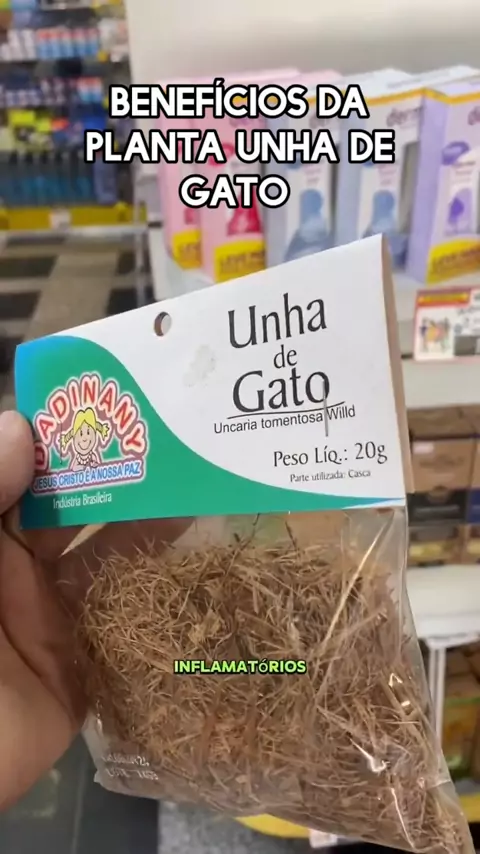 BENEFÍCIOS DA
PLANTA UNHA DE
GATO
Unha
de
Gato
Uncaria tomentosa Willd
Peso Líq.: 20g
Parte utilizada: Casca
DADINANY
JESUS CRISTO É A NOSSA PAZ
Indústria Brasileira
INFLAMATÓRIOS